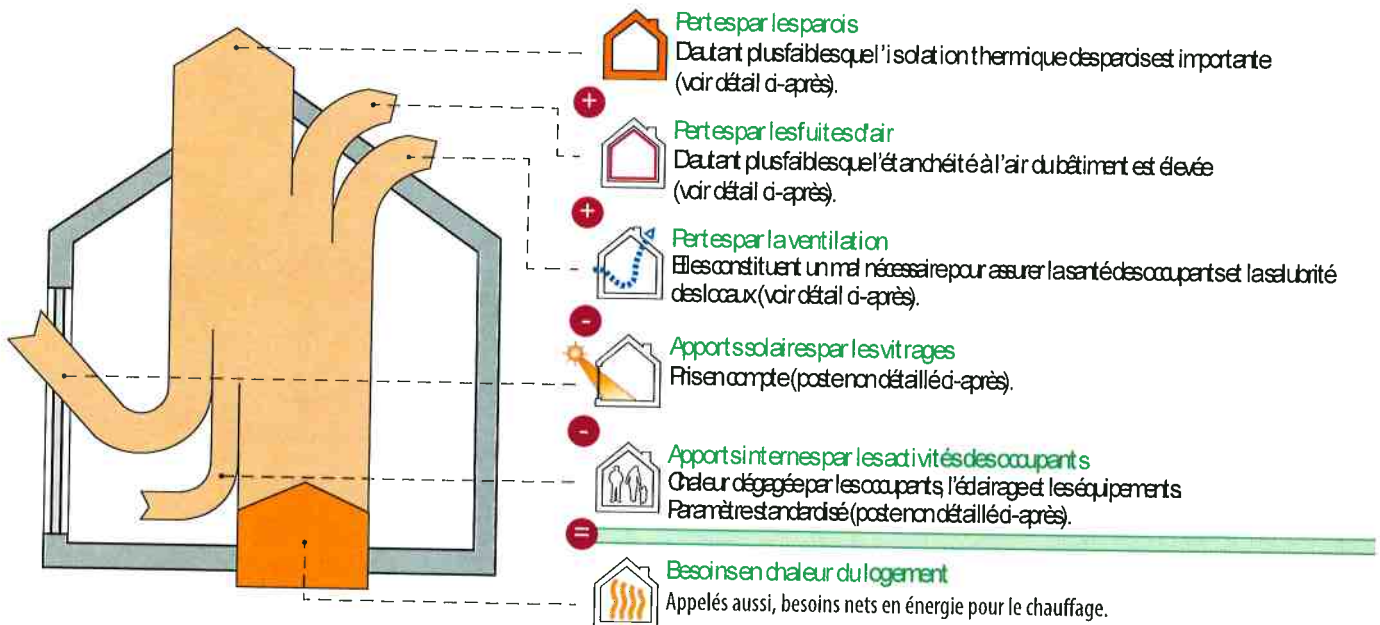 Pertes par les parois
D'autant plus faibles que l'isolation thermique des parois est importante
(voir détail ci-après).
+
Pertes par les fuites d'air
D'autant plus faibles que l'étanchéité à l'air du bâtiment est élevée
(voir détail ci-après).
+
Pertes par la ventilation
Elles constituent un mal nécessaire pour assurer la santé des occupants et la salubrité
des locaux (voir détail ci-après).
-
Apports solaires par les vitrages
Pris en compte (poste non détaillé ci-après).
-
Apports internes par les activités des occupants
Chaleur dégagée par les occupants, l'éclairage et les équipements.
Paramètre standardisé (poste non détaillé ci-après).
=
Besoins en chaleur du logement
Appelés aussi, besoins nets en énergie pour le chauffage.